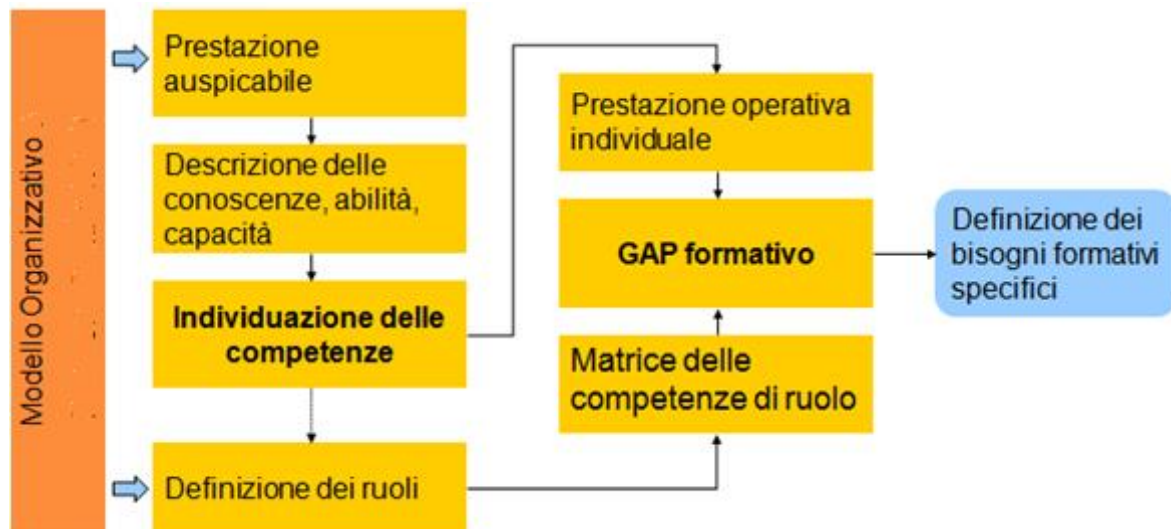 Modello Organizzativo
Prestazione
auspicabile
Descrizione delle
conoscenze, abilità,
capacità
Individuazione delle
competenze
Definizione dei ruoli
Prestazione operativa
individuale
GAP formativo
Matrice delle
competenze di ruolo
Definizione dei
bisogni formativi
specifici